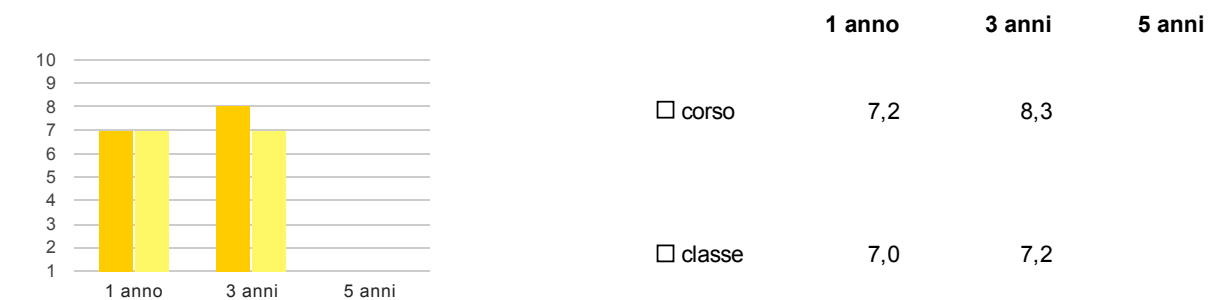 1 anno 3 anni 5 anni
10
9
8
7
6
5
4
3
2
1
1 anno 3 anni 5 anni
☐ corso 7,2 8,3
☐ classe 7,0 7,2